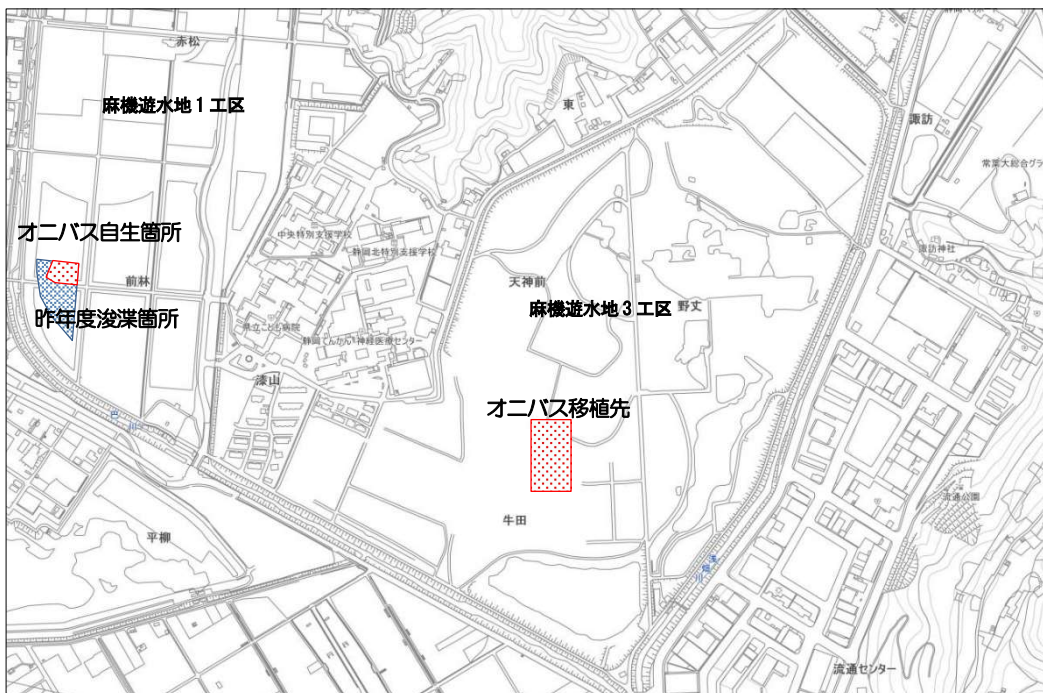 赤松
麻機遊水地1工区
東
諏訪
常葉大総合グラ
オニバス自生箇所
中央特別支援学校
静岡北特別支援学校
諏訪神社
前林
天神前
麻機遊水地3工区
野丈
昨年度浚渫箇所
県立こども病院
静岡てんかん・神経医療センター
漆山
オニバス移植先
巴川
流通公園
牛田
平柳
浅畑川
流通センター